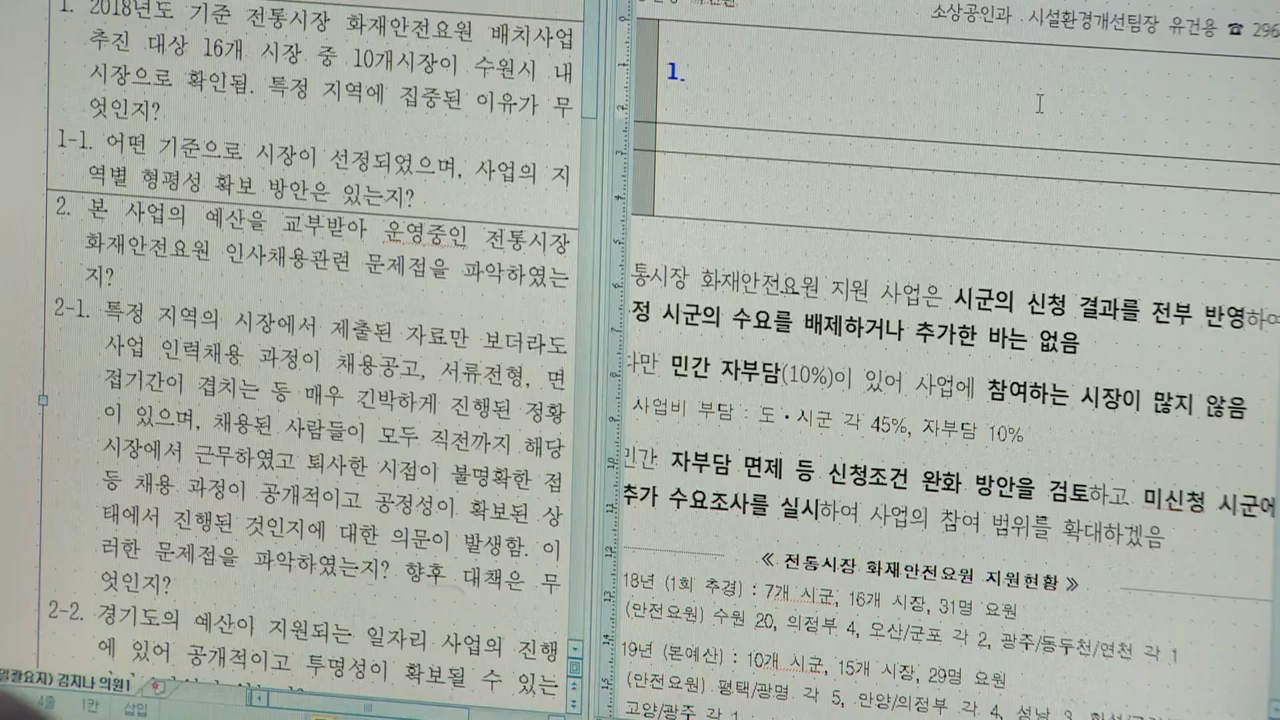 1. 2018년도 기준 전통시장 화재안전요원 배치사업
추진 대상 16개 시장 중 10개시장이 수원시 내
시장으로 확인됨. 특정 지역에 집중된 이유가 무
엇인지?
1-1. 어떤 기준으로 시장이 선정되었으며, 사업의 지
역별 형평성 확보 방안은 있는지?
2. 본 사업의 예산을 교부받아 운영중인 전통시장
화재안전요원 인사채용관련 문제점을 파악하였는
지?
2-1. 특정 지역의 시장에서 제출된 자료만 보더라도
사업 인력채용 과정이 채용공고, 서류전형, 면
접기간이 겹치는 등 매우 긴박하게 진행된 정황
이 있으며, 채용된 사람들이 모두 직전까지 해당
시장에서 근무하였고 퇴사한 시점이 불명확한 점
등 채용 과정이 공개적이고 공정성이 확보된 상
태에서 진행된 것인지에 대한 의문이 발생함. 이
러한 문제점을 파악하였는지? 향후 대책은 무
엇인지?
2-2. 경기도의 예산이 지원되는 일자리 사업의 진행
에 있어 공개적이고 투명성이 확보될 수 있는
김지나 의원1
1칸 삽입
소상공인과 시설환경개선팀장 유건용 ☎ 296
1.
통시장 화재안전요원 지원 사업은 시군의 신청 결과를 전부 반영하여
정 시군의 수요를 배제하거나 추가한 바는 없음
다만 민간 자부담(10%)이 있어 사업에 참여하는 시장이 많지 않음
사업비 부담 : 도・시군 각 45%, 자부담 10%
민간 자부담 면제 등 신청조건 완화 방안을 검토하고 미신청 시군에
추가 수요조사를 실시하여 사업의 참여 범위를 확대하겠음
≪ 전통시장 화재안전요원 지원현황 ≫
18년 (1회 추경) : 7개 시군, 16개 시장, 31명 요원
(안전요원) 수원 20, 의정부 4, 오산/군포 각 2, 광주/동두천/연천 각 1
19년 (본예산) : 10개 시군, 15개 시장, 29명 요원
(안전요원) 평택/광명 각 5, 안양/의정부 각 4, 성남 3,
고양/광주 각 1